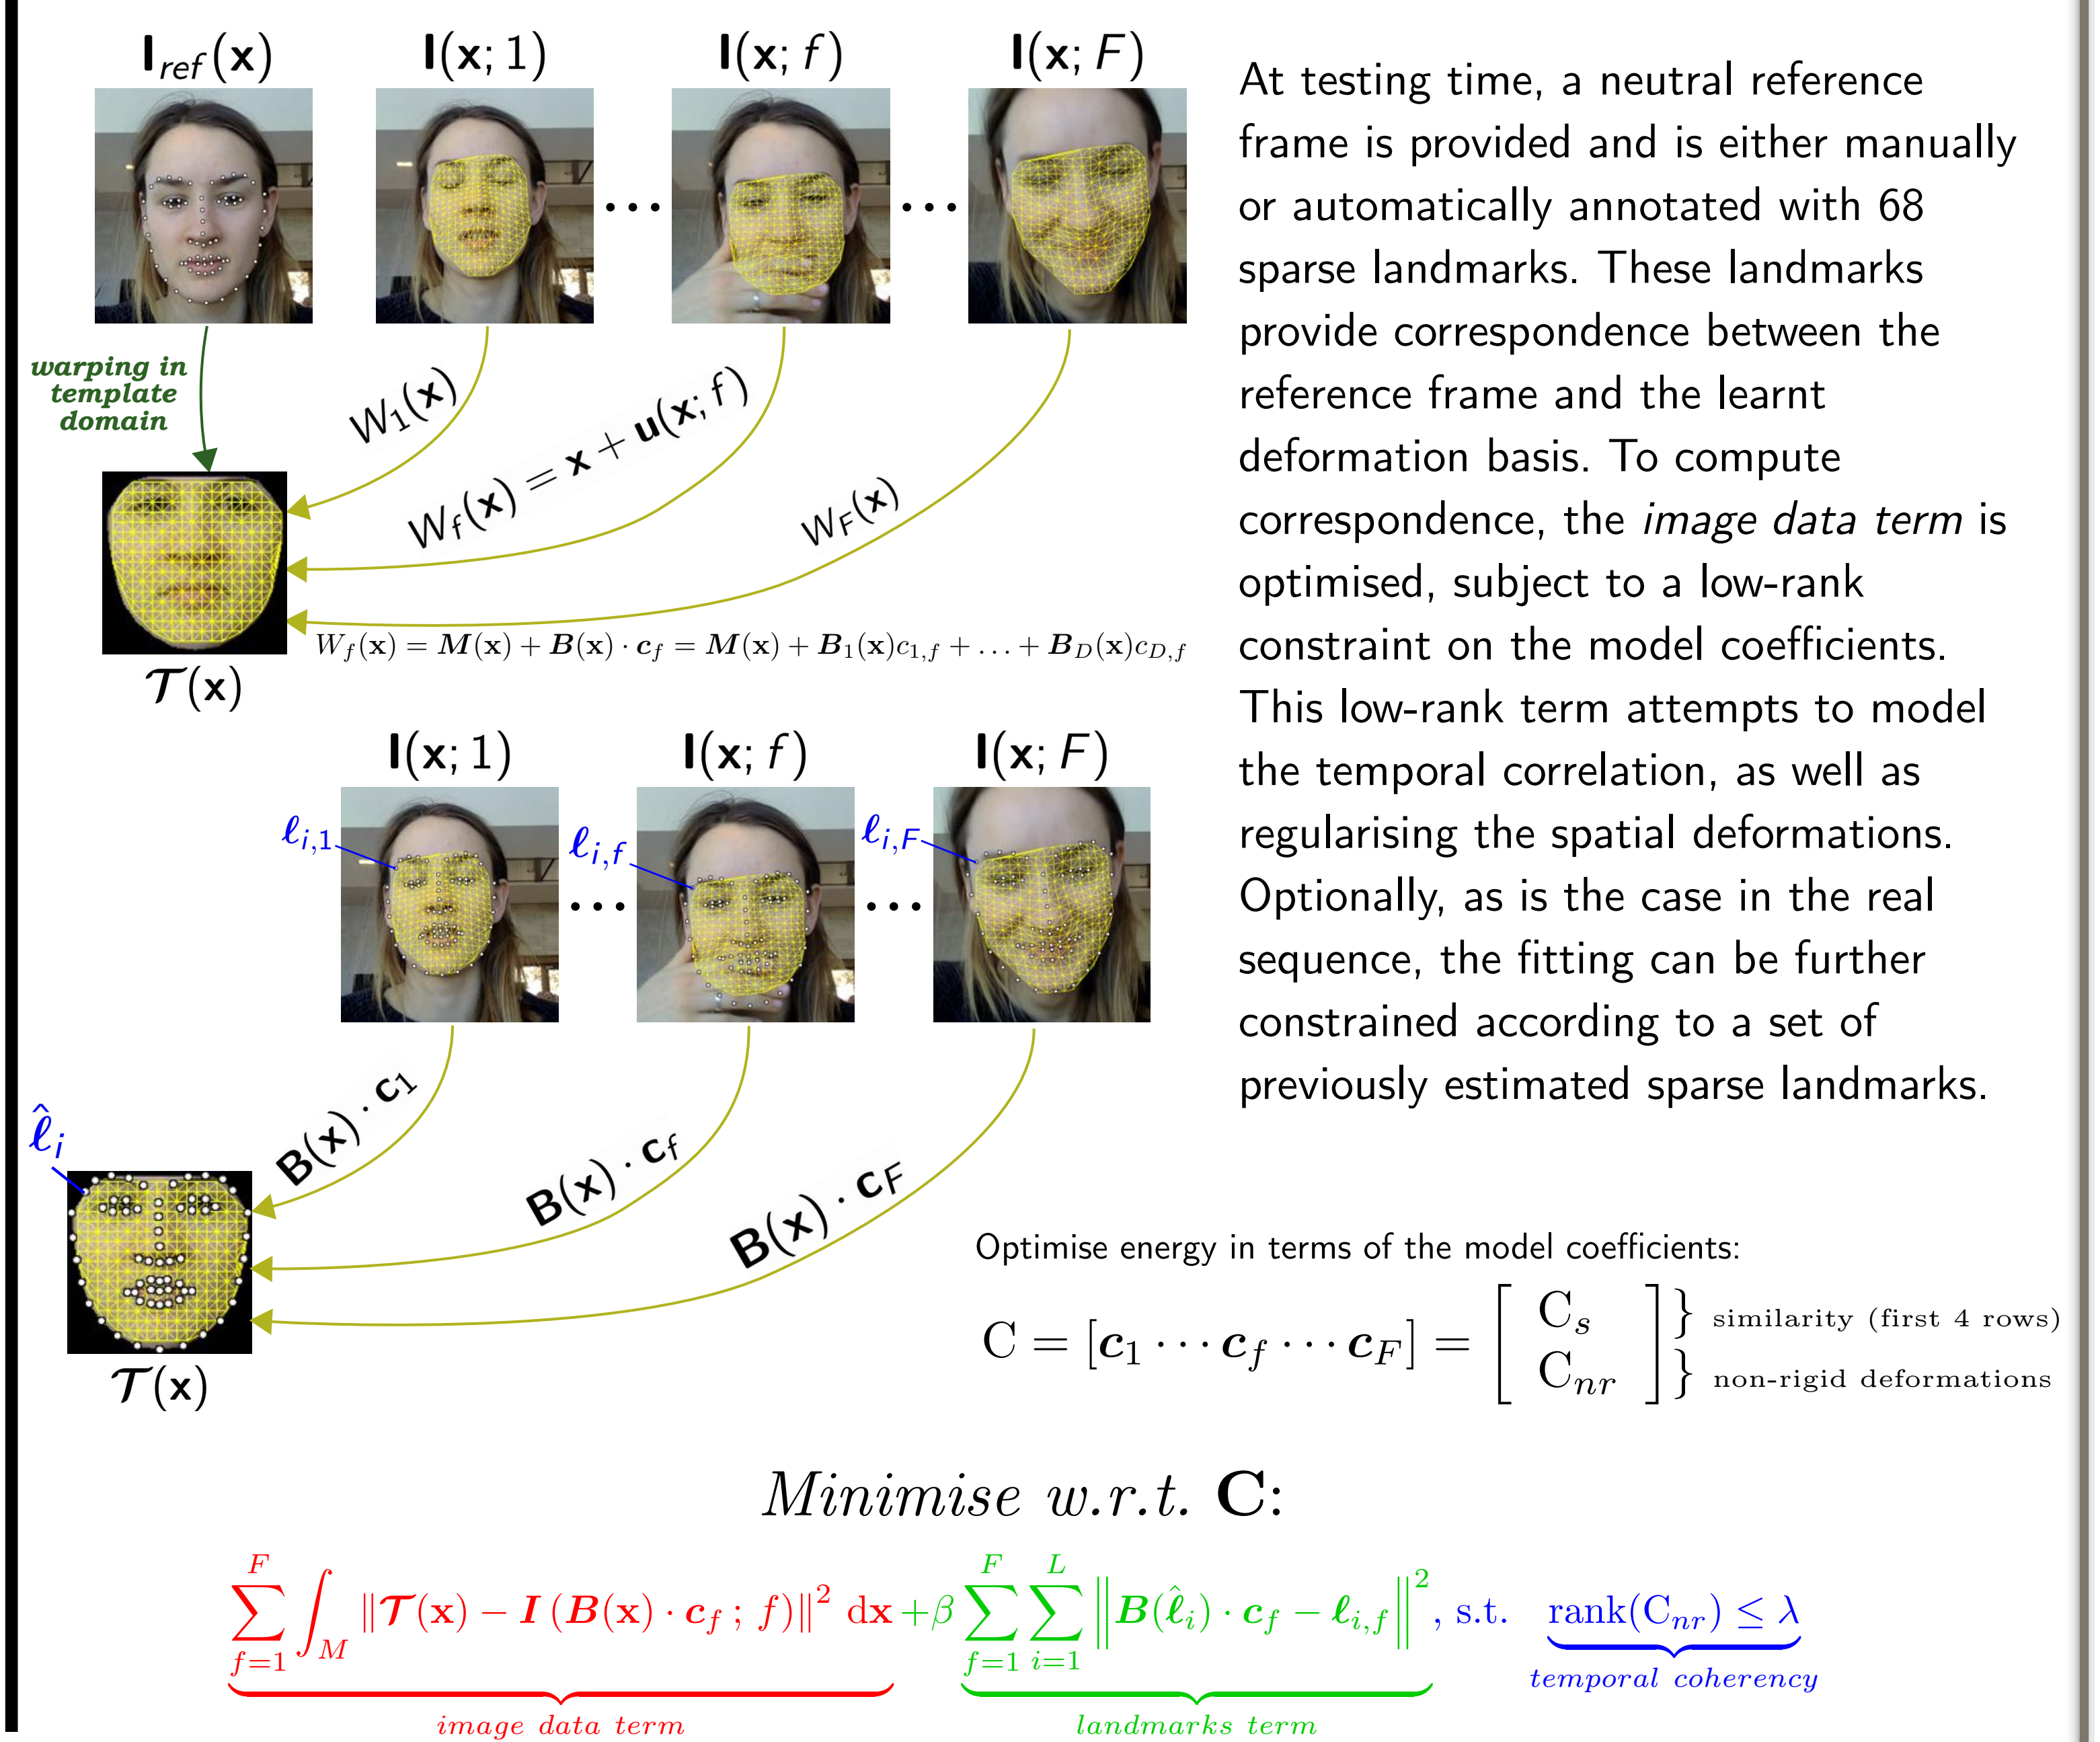 I_ref(x) I(x; 1) I(x; f) I(x; F)
warping in
template
domain
W_1(x)
W_f(x) = x + u(x; f)
W_F(x)
W_f(x) = M(x) + B(x) · c_f = M(x) + B_1(x)c_{1,f} + … + B_D(x)c_{D,f}
T(x)
I(x; 1) I(x; f) I(x; F)
ℓ_{i,1} ℓ_{i,f} ℓ_{i,F}
• • • • • •
B(x) · c_1
B(x) · c_f
B(x) · c_F
ℓ̂_i
T(x)
At testing time, a neutral reference
frame is provided and is either manually
or automatically annotated with 68
sparse landmarks. These landmarks
provide correspondence between the
reference frame and the learnt
deformation basis. To compute
correspondence, the image data term is
optimised, subject to a low-rank
constraint on the model coefficients.
This low-rank term attempts to model
the temporal correlation, as well as
regularising the spatial deformations.
Optionally, as is the case in the real
sequence, the fitting can be further
constrained according to a set of
previously estimated sparse landmarks.
Optimise energy in terms of the model coefficients:
C = [c_1 ··· c_f ··· c_F] = [ C_s C_nr ]
} similarity (first 4 rows)
} non-rigid deformations
Minimise w.r.t. C:
∑_{f=1}^{F} ∫_M ‖T(x) − I (B(x) · c_f ; f)‖² dx + β ∑_{f=1}^{F} ∑_{i=1}^{L} ‖B(ℓ̂_i) · c_f − ℓ_{i,f}‖², s.t. rank(C_nr) ≤ λ
image data term landmarks term temporal coherency